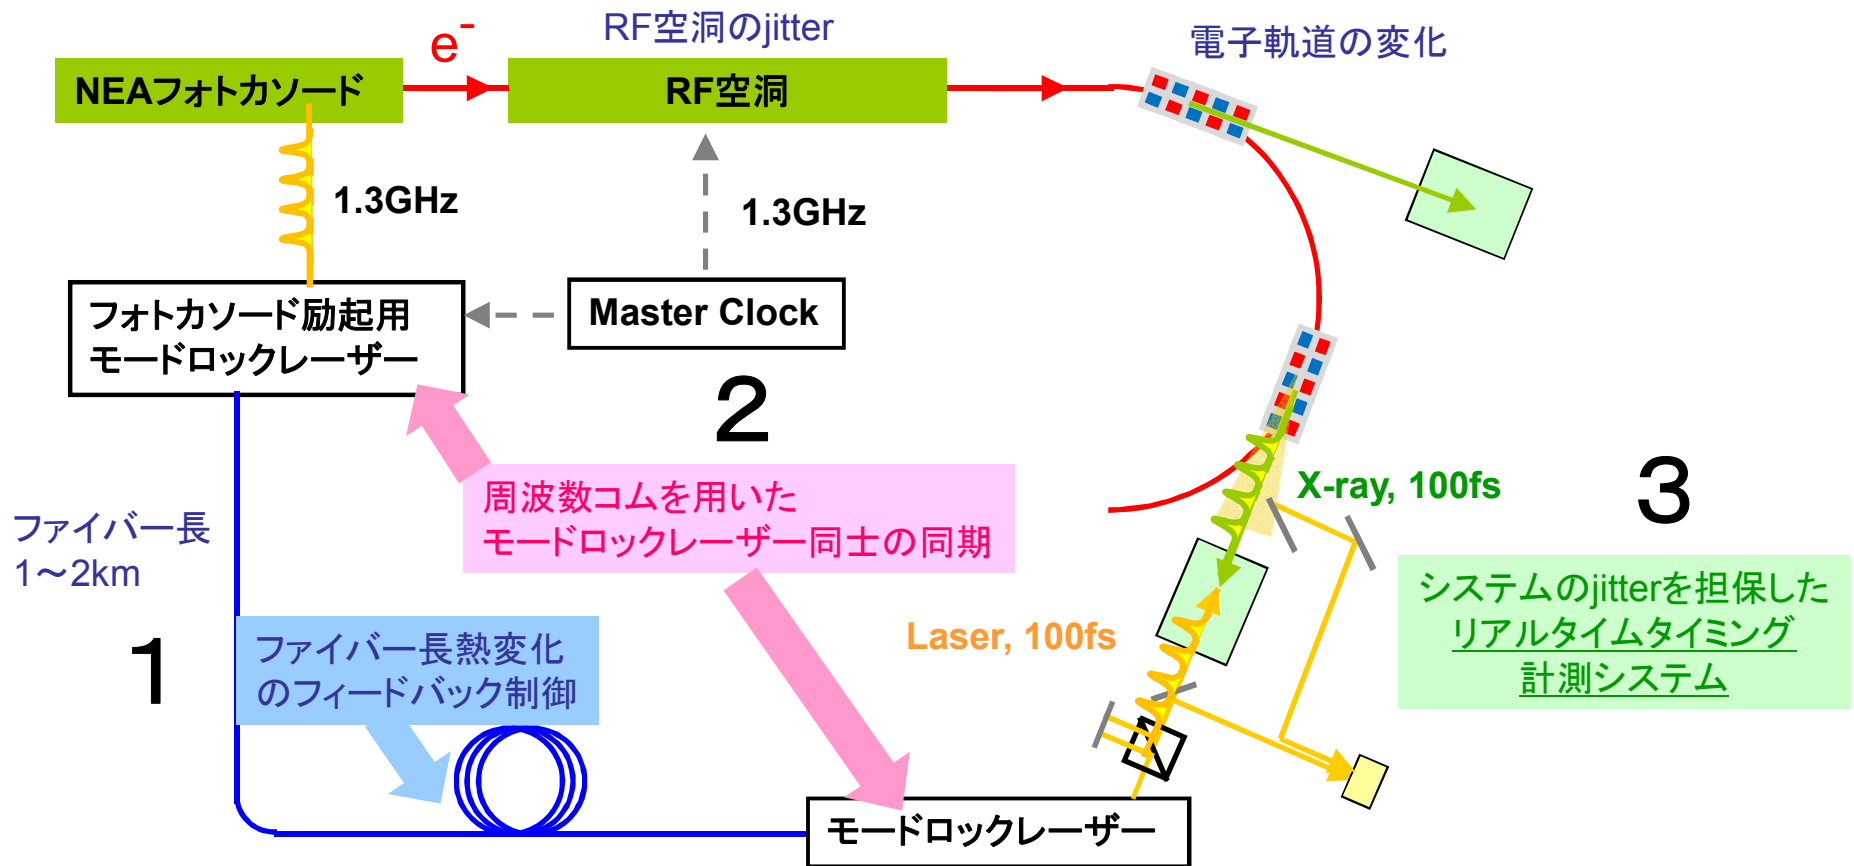 RF空洞のjitter
e-
電子軌道の変化
NEAフォトカソード
RF空洞
1.3GHz
1.3GHz
フォトカソード励起用
モードロックレーザー
Master Clock
2
周波数コムを用いた
モードロックレーザー同士の同期
X-ray, 100fs
3
ファイバー長
1～2km
システムのjitterを担保した
リアルタイムタイミング
計測システム
1
ファイバー長熱変化
のフィードバック制御
Laser, 100fs
モードロックレーザー